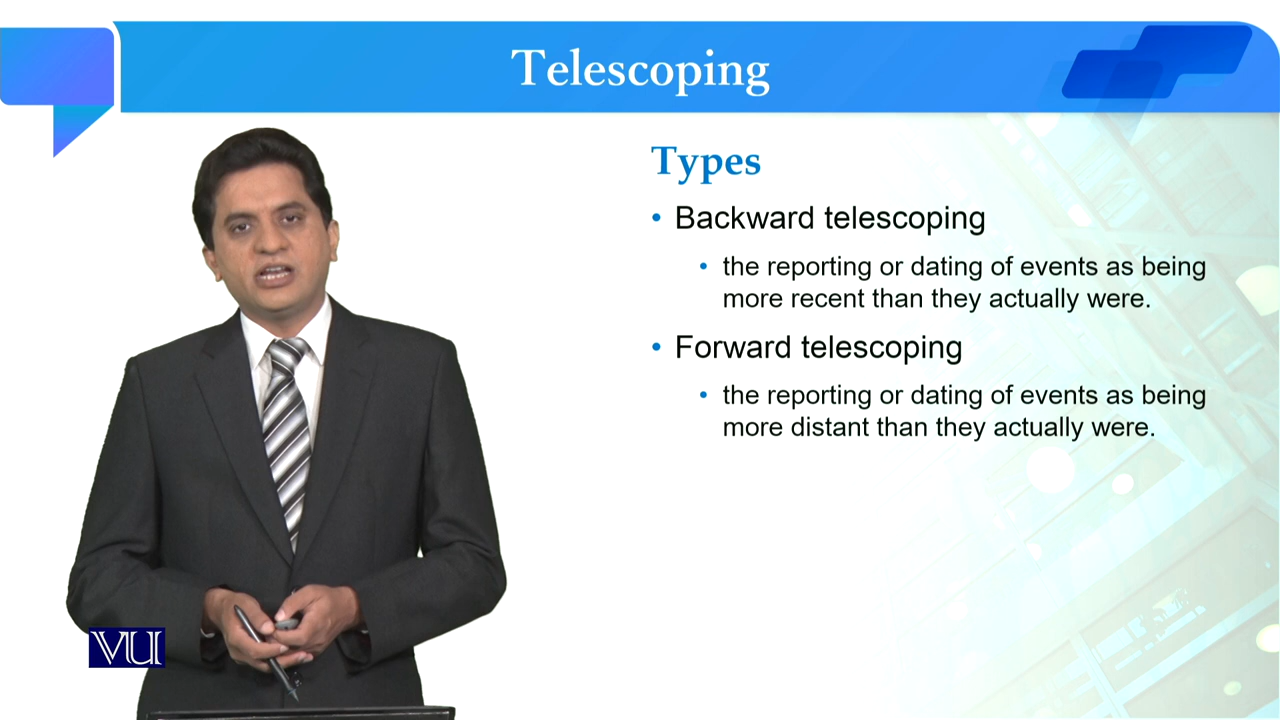 Telescoping
Types
• Backward telescoping
• the reporting or dating of events as being
more recent than they actually were.
• Forward telescoping
• the reporting or dating of events as being
more distant than they actually were.
VU